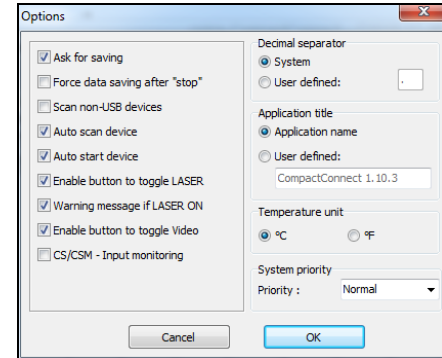 Options
Ask for saving
Force data saving after "stop"
Scan non-USB devices
Auto scan device
Auto start device
Enable button to toggle LASER
Warning message if LASER ON
Enable button to toggle Video
CS/CSM - Input monitoring
Decimal separator
System
User defined: .
Application title
Application name
User defined:
CompactConnect 1.10.3
Temperature unit
ºC ºF
System priority
Priority : Normal
Cancel OK